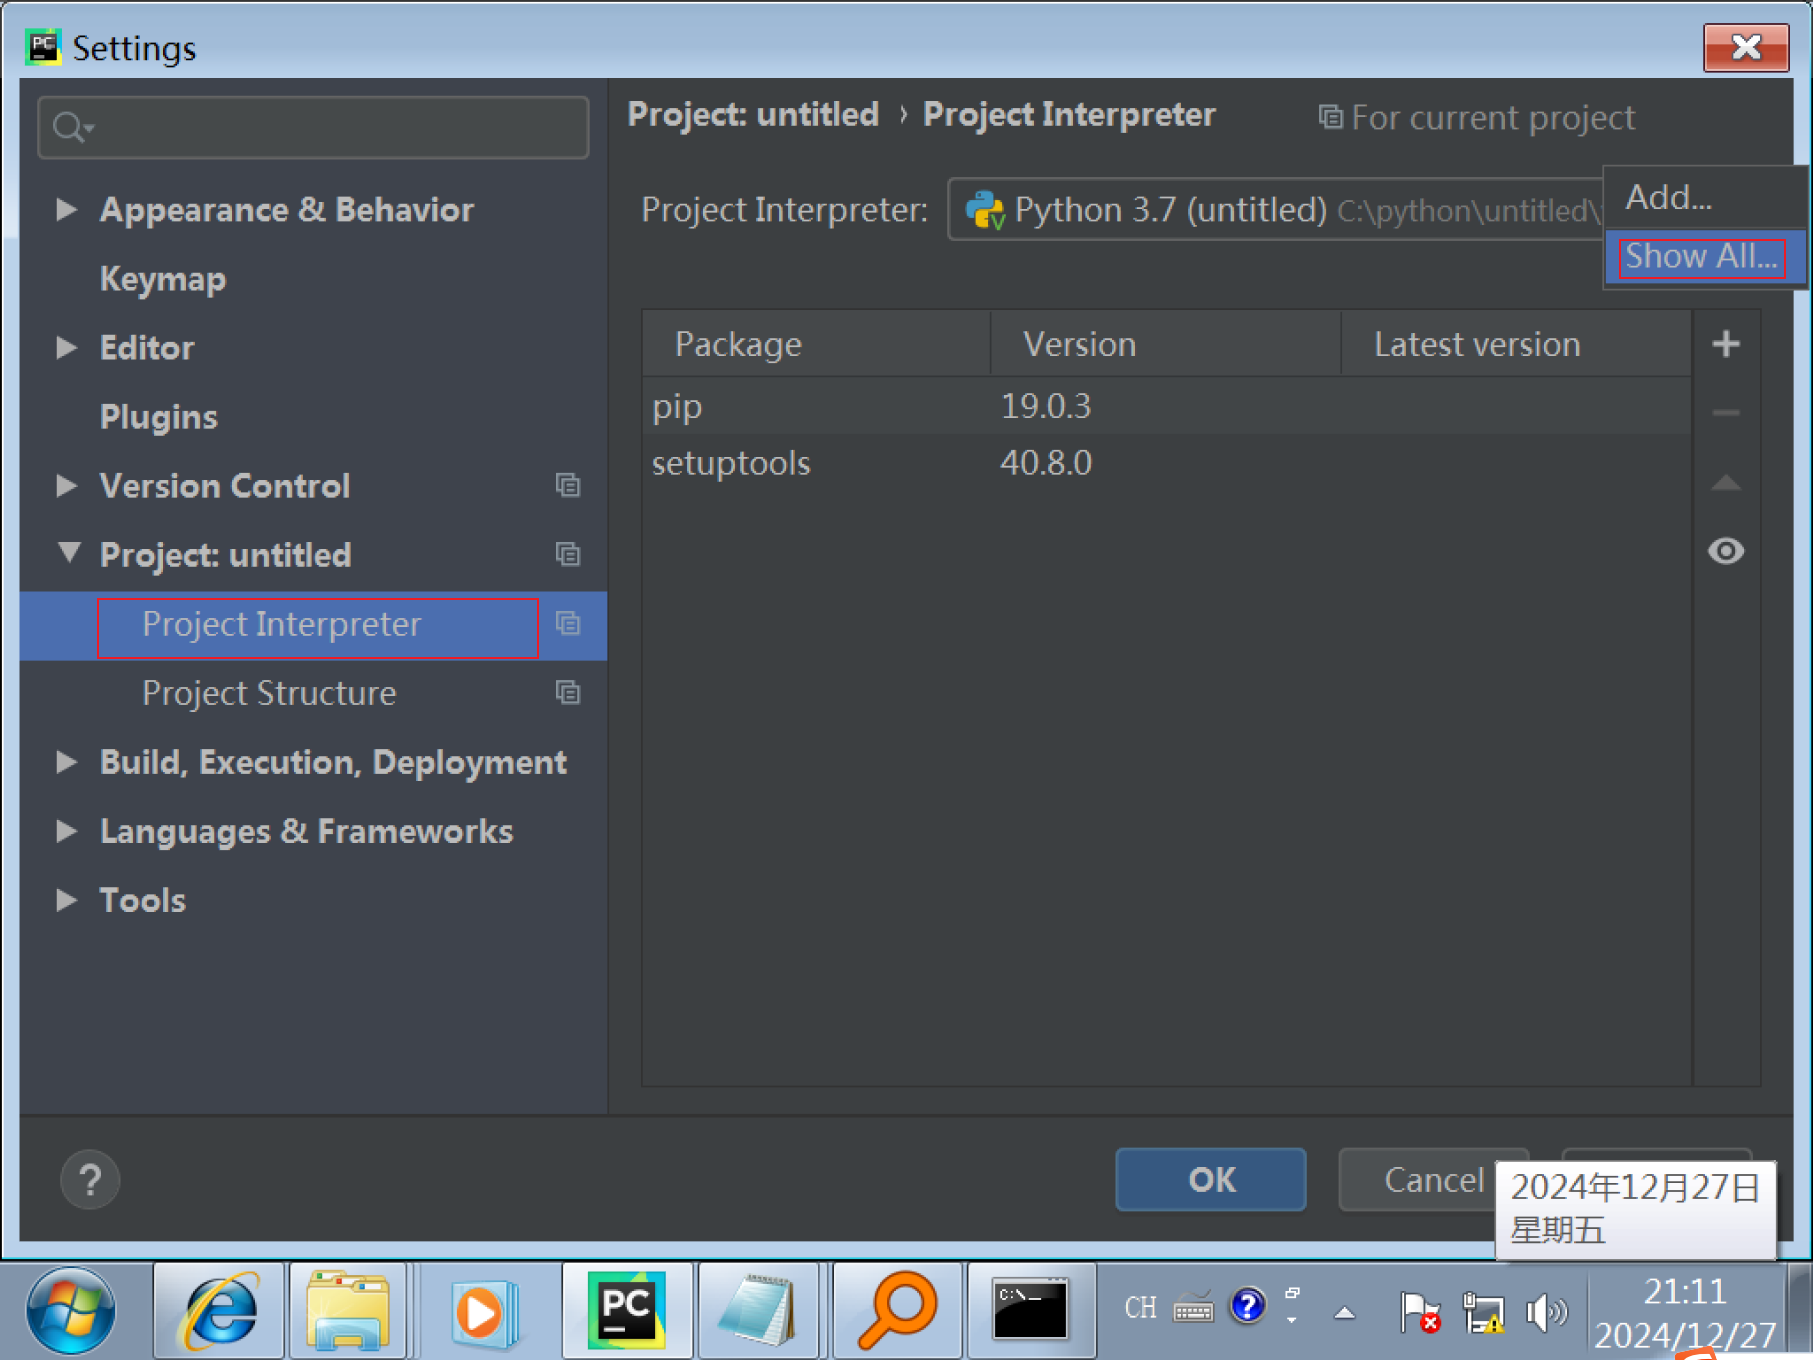 Settings
Project: untitled › Project Interpreter
For current project
Appearance & Behavior
Keymap
Editor
Plugins
Version Control
Project: untitled
Project Interpreter
Project Structure
Build, Execution, Deployment
Languages & Frameworks
Tools
Project Interpreter: Python 3.7 (untitled) C:\python\untitled\
Add...
Show All...
Package Version Latest version
pip 19.0.3
setuptools 40.8.0
?
OK
Cancel
2024年12月27日
星期五
PC
C:\_
CH
21:11
2024/12/27